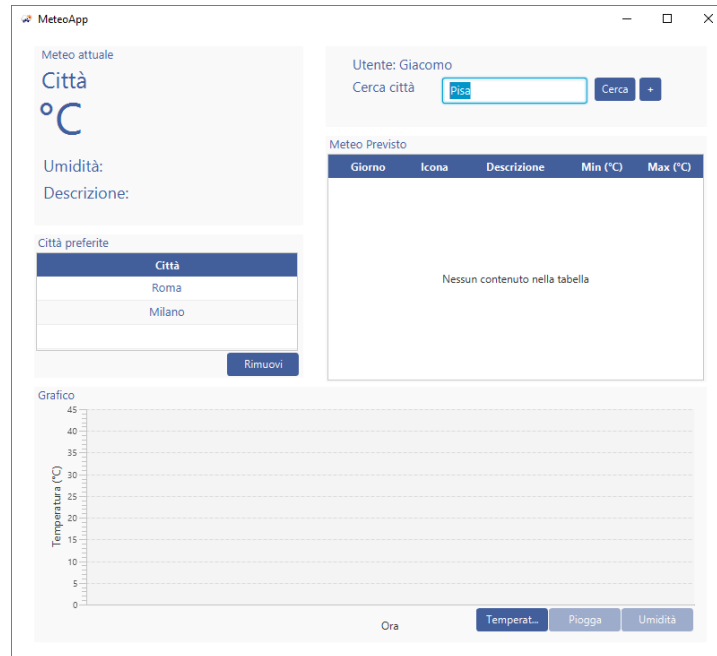 MeteoApp
Meteo attuale
Città
°C
Umidità:
Descrizione:
Utente: Giacomo
Cerca città Pisa Cerca +
Meteo Previsto
Giorno Icona Descrizione Min (°C) Max (°C)
Nessun contenuto nella tabella
Città preferite
Città
Roma
Milano
Rimuovi
Grafico
45
40
35
30
25
20
15
10
5
0
Temperatura (°C)
Ora
Temperat... Piogga Umidità